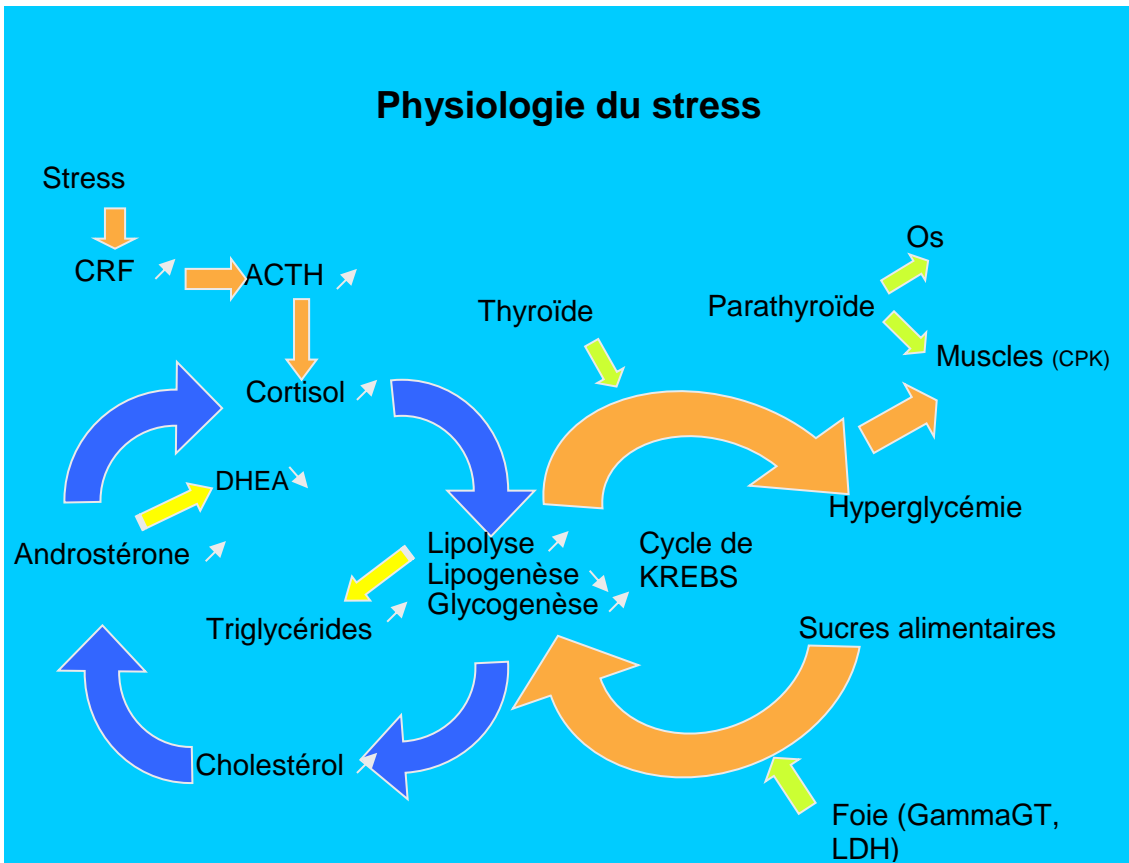 Physiologie du stress
Stress
CRF
ACTH
Cortisol
DHEA
Androstérone
Triglycérides
Cholestérol
Lipolyse
Lipogenèse
Glycogenèse
Cycle de
KREBS
Thyroïde
Parathyroïde
Os
Muscles (CPK)
Hyperglycémie
Sucres alimentaires
Foie (GammaGT,
LDH)